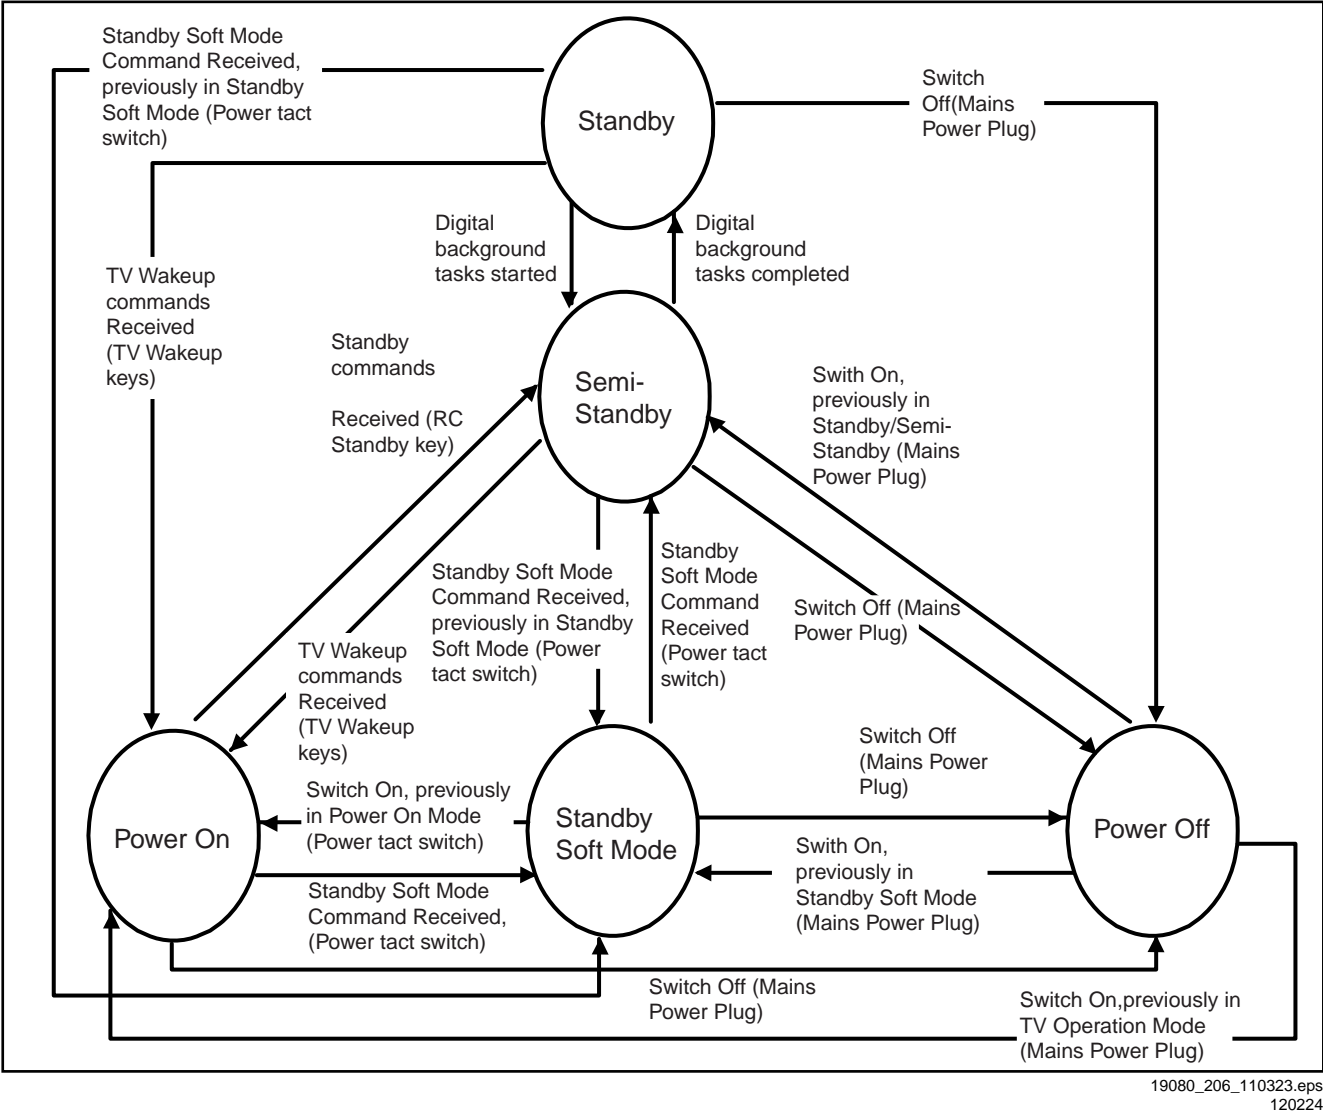 Standby Soft Mode
Command Received,
previously in Standby
Soft Mode (Power tact
switch)
Standby
Switch
Off(Mains
Power Plug)
Digital
background
tasks started
Digital
background
tasks completed
TV Wakeup
commands
Received
(TV Wakeup
keys)
Standby
commands
Received (RC
Standby key)
Semi-
Standby
Swith On,
previously in
Standby/Semi-
Standby (Mains
Power Plug)
Standby Soft Mode
Command Received,
previously in Standby
Soft Mode (Power
tact switch)
Standby
Soft Mode
Command
Received
(Power tact
switch)
Switch Off (Mains
Power Plug)
TV Wakeup
commands
Received
(TV Wakeup
keys)
Switch Off
(Mains Power
Plug)
Power On
Switch On, previously
in Power On Mode
(Power tact switch)
Standby
Soft Mode
Power Off
Swith On,
previously in
Standby Soft Mode
(Mains Power Plug)
Standby Soft Mode
Command Received,
(Power tact switch)
Switch Off (Mains
Power Plug)
Switch On,previously in
TV Operation Mode
(Mains Power Plug)
19080_206_110323.eps
120224